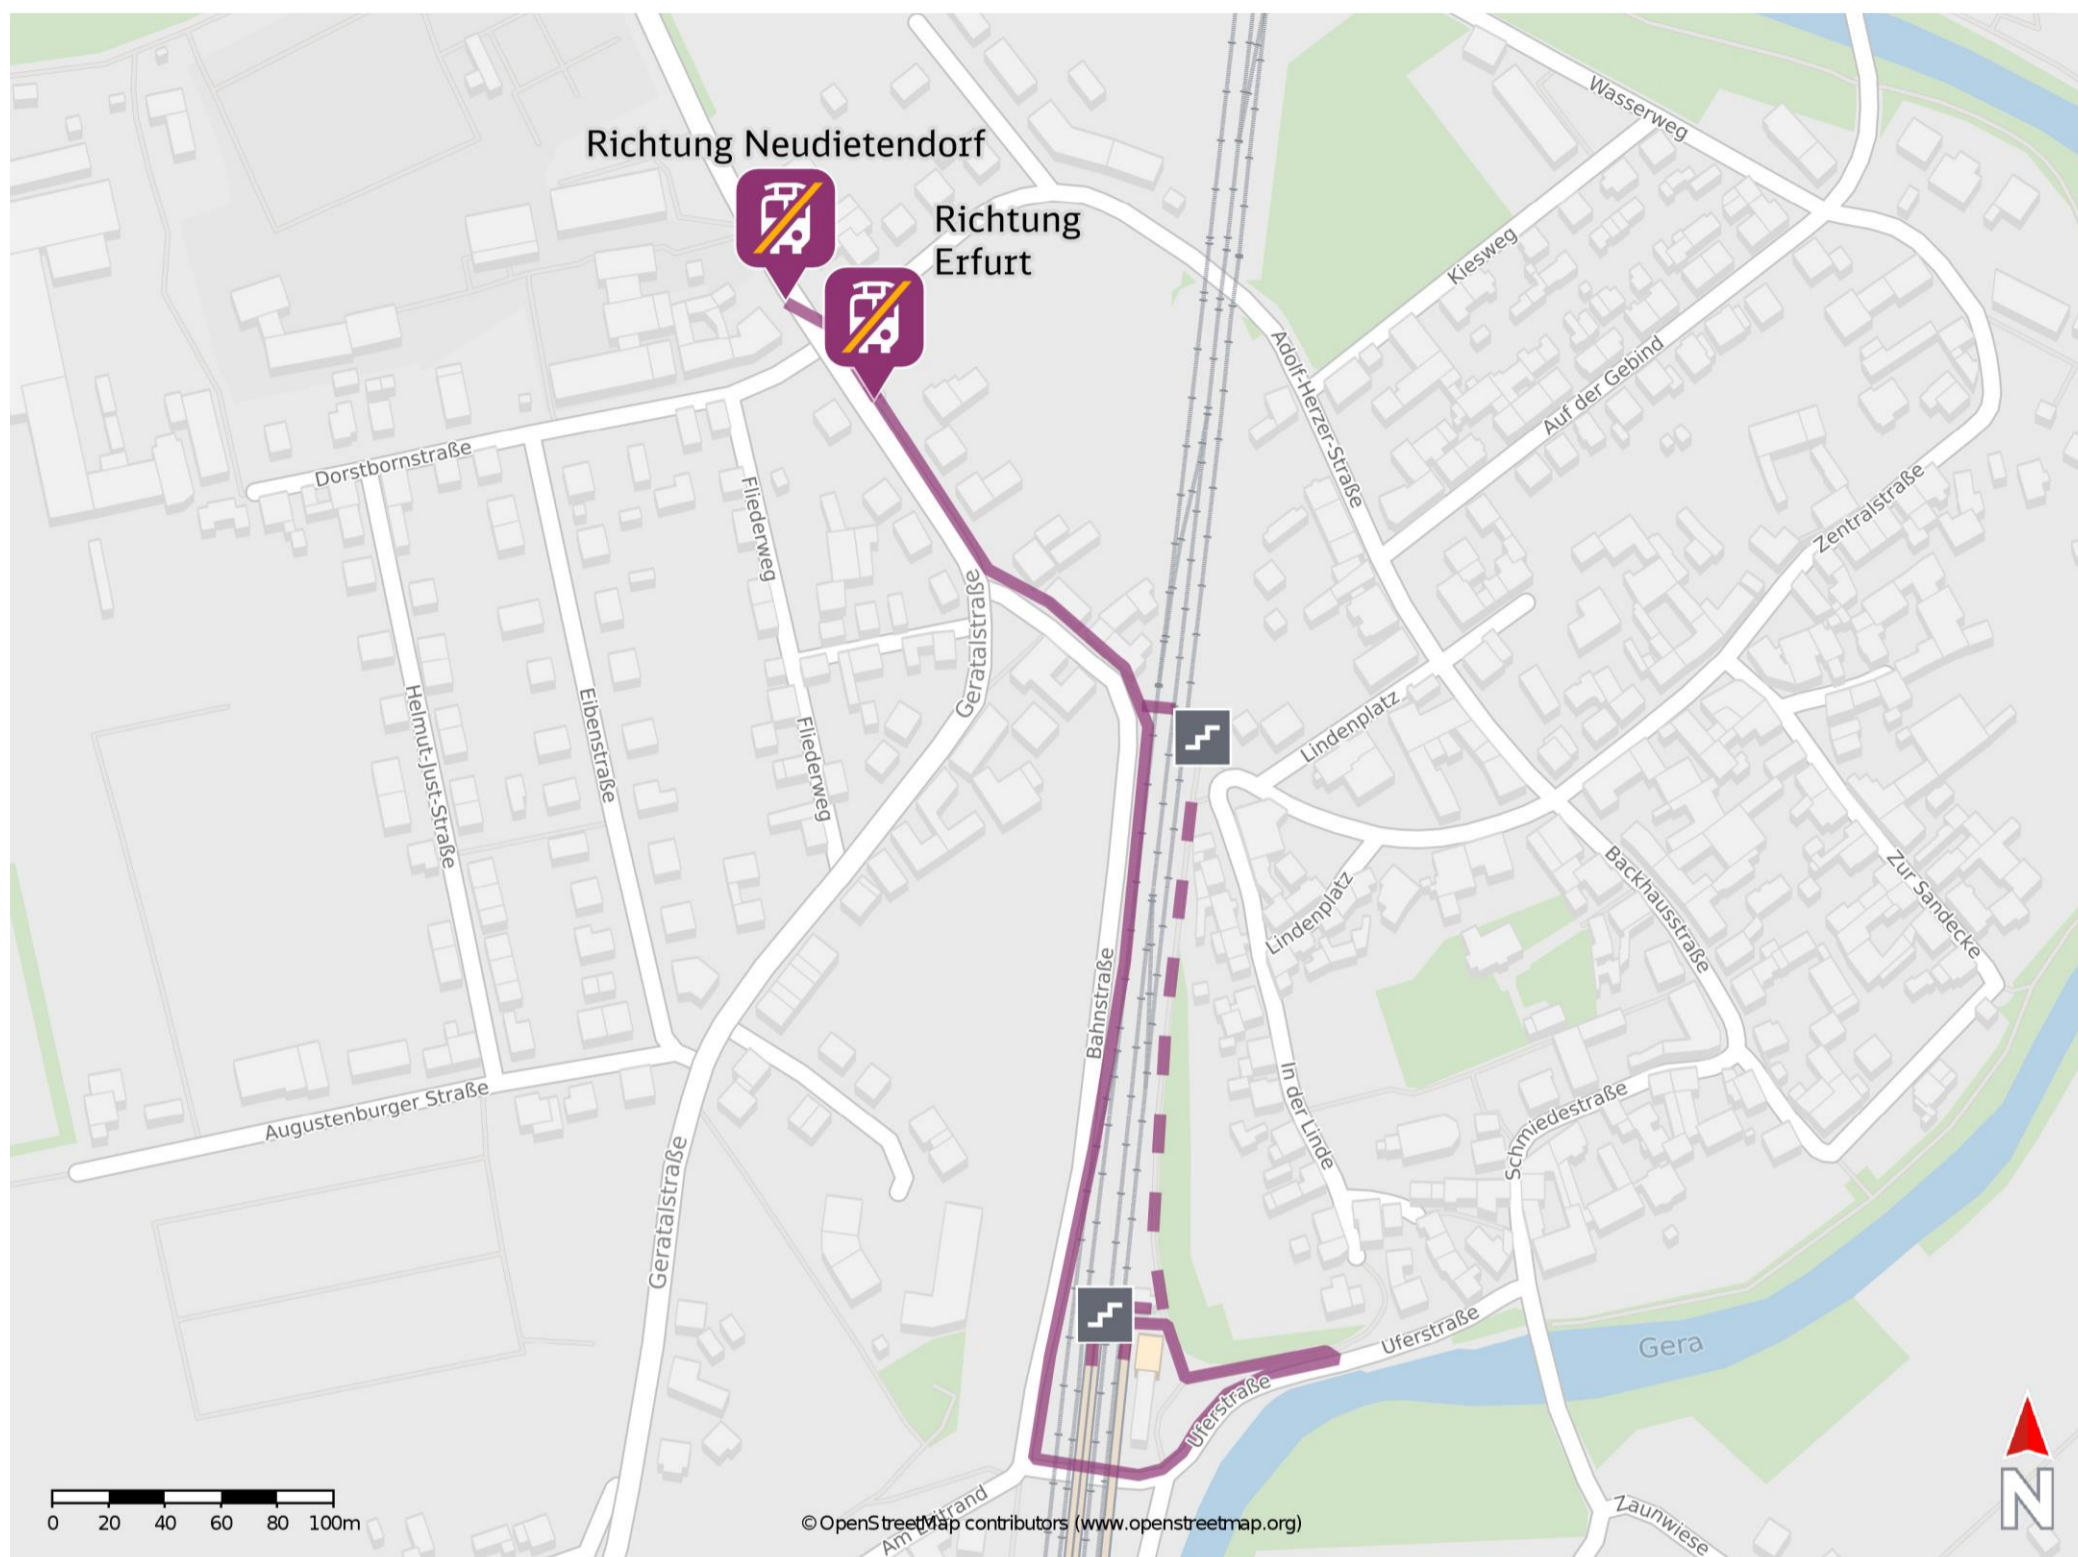 Wasserweg
Richtung Neudietendorf
Richtung
Erfurt
Kiesweg
Adolf-Herzer-Straße
Auf der Gebind
Dorstbornstraße
Zentralstraße
Fliederweg
Geratalstraße
Helmut-Just-Straße
Eibenstraße
Fliederweg
Lindenplatz
Backhausstraße
Zur Sandecke
Lindenplatz
Bahnstraße
In der Linde
Augustenburger Straße
Schmiedestraße
Geratalstraße
Uferstraße
Gera
Uferstraße
N
Zaunwiese
0 20 40 60 80 100m
©OpenStreetMap contributors (www.openstreetmap.org)